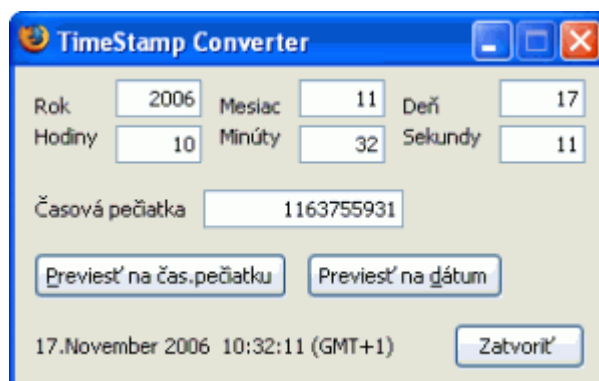 TimeStamp Converter
Rok 2006 Mesiac 11 Deň 17
Hodiny 10 Minúty 32 Sekundy 11
Časová pečiatka 1163755931
Previesť na čas.pečiatku Previesť na dátum
17.November 2006 10:32:11 (GMT+1) Zatvoriť